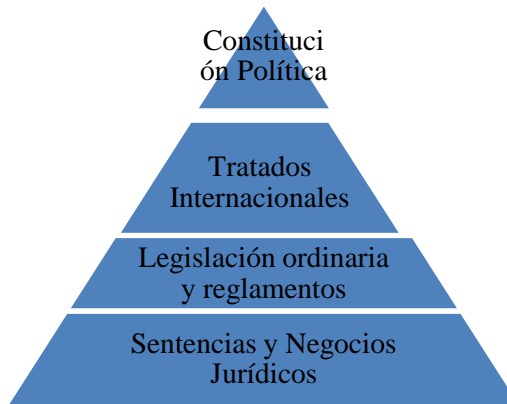 Constituci
ón Política
Tratados
Internacionales
Legislación ordinaria
y reglamentos
Sentencias y Negocios
Jurídicos